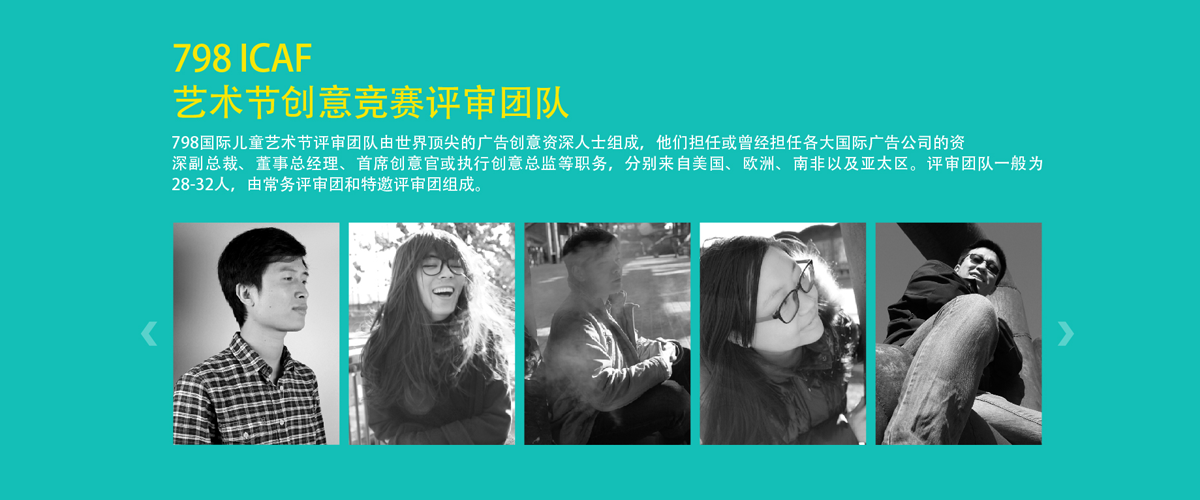 798 ICAF
艺术节创意竞赛评审团队
798国际儿童艺术节评审团队由世界顶尖的广告创意资深人士组成，他们担任或曾经担任各大国际广告公司的资
深副总裁、董事总经理、首席创意官或执行创意总监等职务，分别来自美国、欧洲、南非以及亚太区。评审团队一般为
28-32人，由常务评审团和特邀评审团组成。